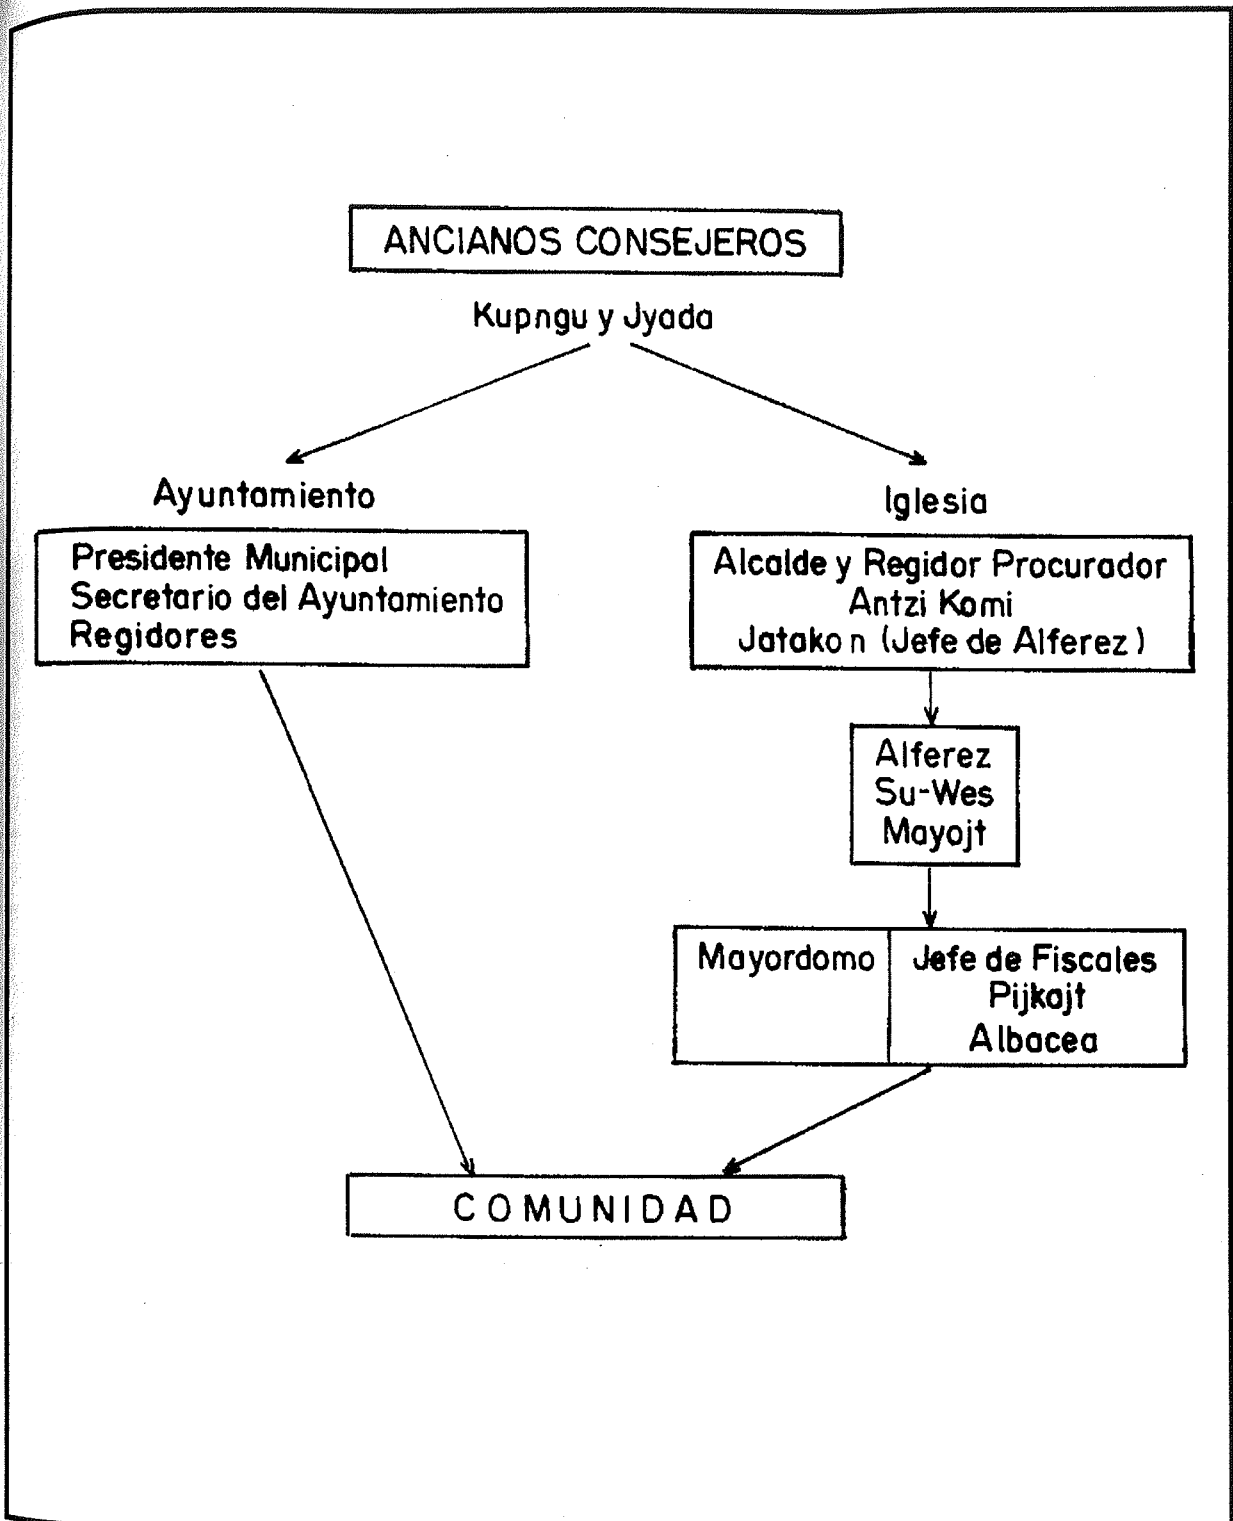 ANCIANOS CONSEJEROS
Kupngu y Jyada
Ayuntamiento
Presidente Municipal
Secretario del Ayuntamiento
Regidores
Iglesia
Alcalde y Regidor Procurador
Antzi Komi
Jatakon (Jefe de Alferez)
Alferez
Su-Wes
Mayojt
Mayordomo
Jefe de Fiscales
Pijkajt
Albacea
COMUNIDAD